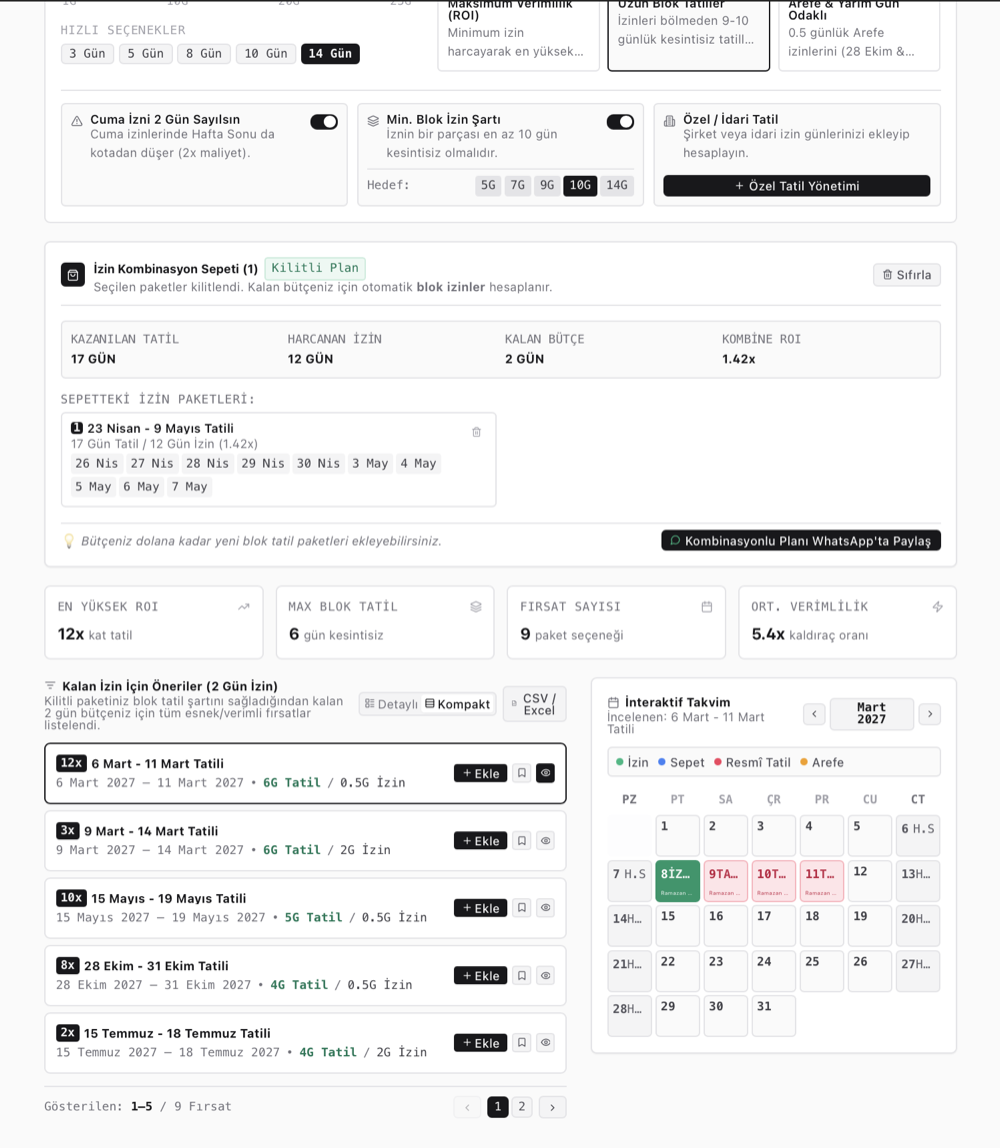 Maksimum Verimlilik
(ROI)
Minimum izin
harcayarak en yüksek...
Uzun Blok Tatiller
İzinleri bölmeden 9-10
günlük kesintisiz tatill...
Arefe & Yarım Gün
Odaklı
0.5 günlük Arefe
izinlerini (28 Ekim &...
HIZLI SEÇENEKLER
3 Gün 5 Gün 8 Gün 10 Gün 14 Gün
Cuma İzni 2 Gün Sayılsın
Cuma izinlerinde Hafta Sonu da
kotadan düşer (2x maliyet).
Min. Blok İzin Şartı
İznin bir parçası en az 10 gün
kesintisiz olmalıdır.
Hedef: 5G 7G 9G 10G 14G
Özel / İdari Tatil
Şirket veya idari izin günlerinizi ekleyip
hesaplayın.
+ Özel Tatil Yönetimi
İzin Kombinasyon Sepeti (1) Kilitli Plan
Seçilen paketler kilitlendi. Kalan bütçeniz için otomatik blok izinler hesaplanır.
Sıfırla
KAZANILAN TATİL
17 GÜN
HARCANAN İZİN
12 GÜN
KALAN BÜTÇE
2 GÜN
KOMBİNE ROI
1.42x
SEPETTEKİ İZİN PAKETLERİ:
1 23 Nisan - 9 Mayıs Tatili
17 Gün Tatil / 12 Gün İzin (1.42x)
26 Nis 27 Nis 28 Nis 29 Nis 30 Nis 3 May 4 May
5 May 6 May 7 May
Bütçeniz dolana kadar yeni blok tatil paketleri ekleyebilirsiniz.
Kombinasyonlu Planı WhatsApp'ta Paylaş
EN YÜKSEK ROI
12x kat tatil
MAX BLOK TATİL
6 gün kesintisiz
FIRSAT SAYISI
9 paket seçeneği
ORT. VERİMLİLİK
5.4x kaldıraç oranı
Kalan İzin İçin Öneriler (2 Gün İzin)
Kilitli paketiniz blok tatil şartını sağladığından kalan
2 gün bütçeniz için tüm esnek/verimli fırsatlar
listelendi.
Detaylı Kompakt
CSV /
Excel
12x 6 Mart - 11 Mart Tatili
6 Mart 2027 — 11 Mart 2027 • 6G Tatil / 0.5G İzin
+ Ekle
3x 9 Mart - 14 Mart Tatili
9 Mart 2027 — 14 Mart 2027 • 6G Tatil / 2G İzin
+ Ekle
10x 15 Mayıs - 19 Mayıs Tatili
15 Mayıs 2027 — 19 Mayıs 2027 • 5G Tatil / 0.5G İzin
+ Ekle
8x 28 Ekim - 31 Ekim Tatili
28 Ekim 2027 — 31 Ekim 2027 • 4G Tatil / 0.5G İzin
+ Ekle
2x 15 Temmuz - 18 Temmuz Tatili
15 Temmuz 2027 — 18 Temmuz 2027 • 4G Tatil / 2G İzin
+ Ekle
Gösterilen: 1–5 / 9 Fırsat
‹ 1 2 ›
İnteraktif Takvim
İncelenen: 6 Mart - 11 Mart
Tatili
‹ Mart
2027 ›
İzin Sepet Resmî Tatil Arefe
PZ PT SA ÇR PR CU CT
1 2 3 4 5 6 H.S
7 H.S 8İZ… 9TA… 10T… 11T… 12 13H…
Ramazan … Ramazan … Ramazan … Ramazan …
14H… 15 16 17 18 19 20H…
21H… 22 23 24 25 26 27H…
28H… 29 30 31